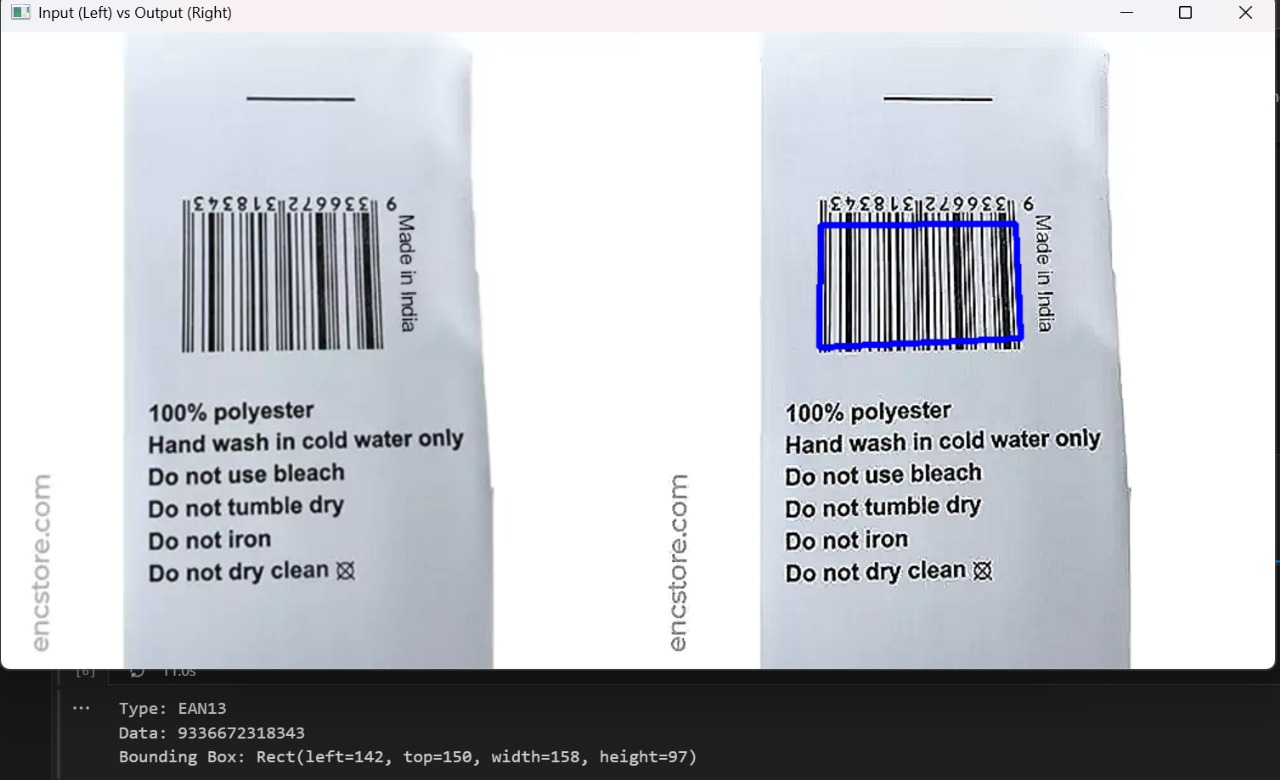 Input (Left) vs Output (Right)
9 336672 318343
Made in India
100% polyester
Hand wash in cold water only
Do not use bleach
Do not tumble dry
Do not iron
Do not dry clean
encstore.com
9 336672 318343
Made in India
100% polyester
Hand wash in cold water only
Do not use bleach
Do not tumble dry
Do not iron
Do not dry clean
encstore.com
... Type: EAN13
Data: 9336672318343
Bounding Box: Rect(left=142, top=150, width=158, height=97)